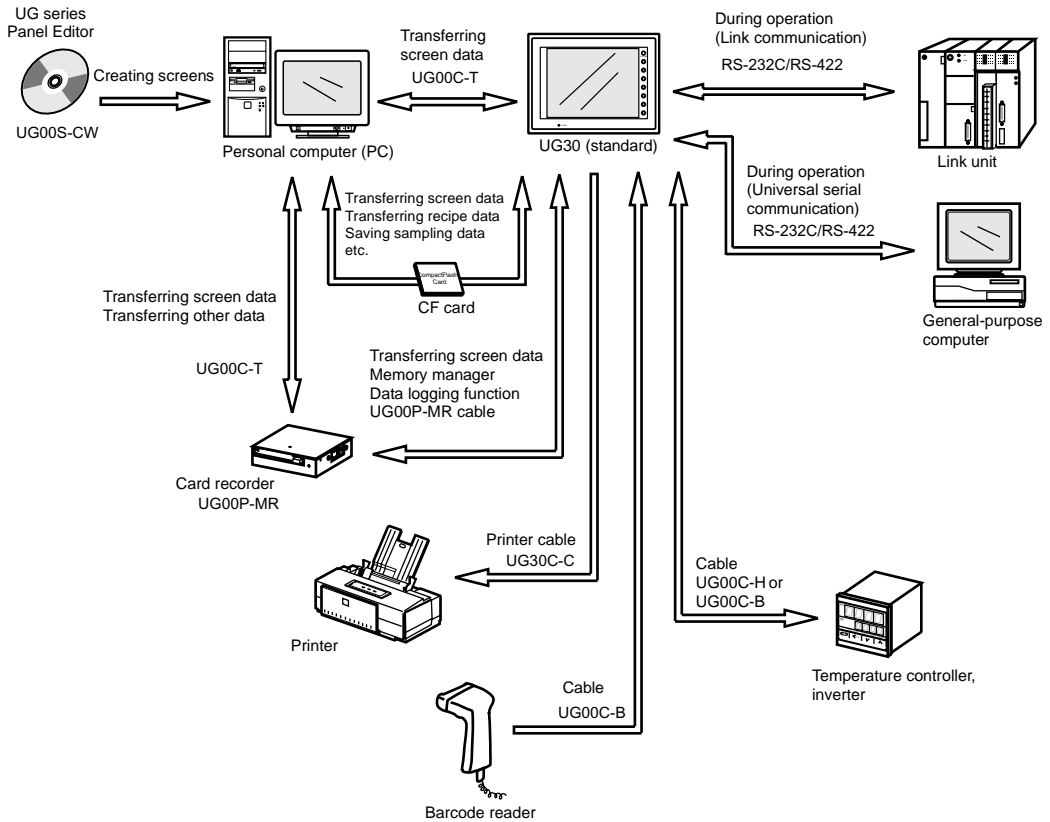 UG series
Panel Editor
Creating screens
UG00S-CW
Personal computer (PC)
Transferring
screen data
UG00C-T
UG30 (standard)
During operation
(Link communication)
RS-232C/RS-422
Link unit
During operation
(Universal serial
communication)
RS-232C/RS-422
General-purpose
computer
Transferring screen data
Transferring recipe data
Saving sampling data
etc.
CompactFlash
Card
CF card
Transferring screen data
Transferring other data
UG00C-T
Transferring screen data
Memory manager
Data logging function
UG00P-MR cable
Card recorder
UG00P-MR
Printer cable
UG30C-C
Printer
Cable
UG00C-H or
UG00C-B
Temperature controller,
inverter
Cable
UG00C-B
Barcode reader